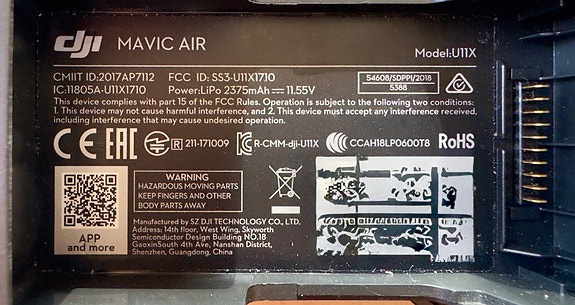 dji MAVIC AIR
Model:U11X
CMIIT ID:2017AP7112 FCC ID: SS3-U11X1710
54608/SDPPI/2018
5388
IC:11805A-U11X1710 Power:LiPo 2375mAh 11.55V
This device complies with part 15 of the FCC Rules. Operation is subject to the following two conditions:
1. This device may not cause harmful interference, and 2. This device must accept any interference received,
including interference that may cause undesired operation.
CE EAC R 211-171009 R-CMM-dji-U11X CCAH18LP0600T8 RoHS
WARNING
HAZARDOUS MOVING PARTS
KEEP FINGERS AND OTHER
BODY PARTS AWAY
APP
and more
Manufactured by SZ DJI TECHNOLOGY CO., LTD.
Address: 14th floor, West Wing, Skyworth
Semiconductor Design Building NO.18
GaoxinSouth 4th Ave, Nanshan District,
Shenzhen, Guangdong, China